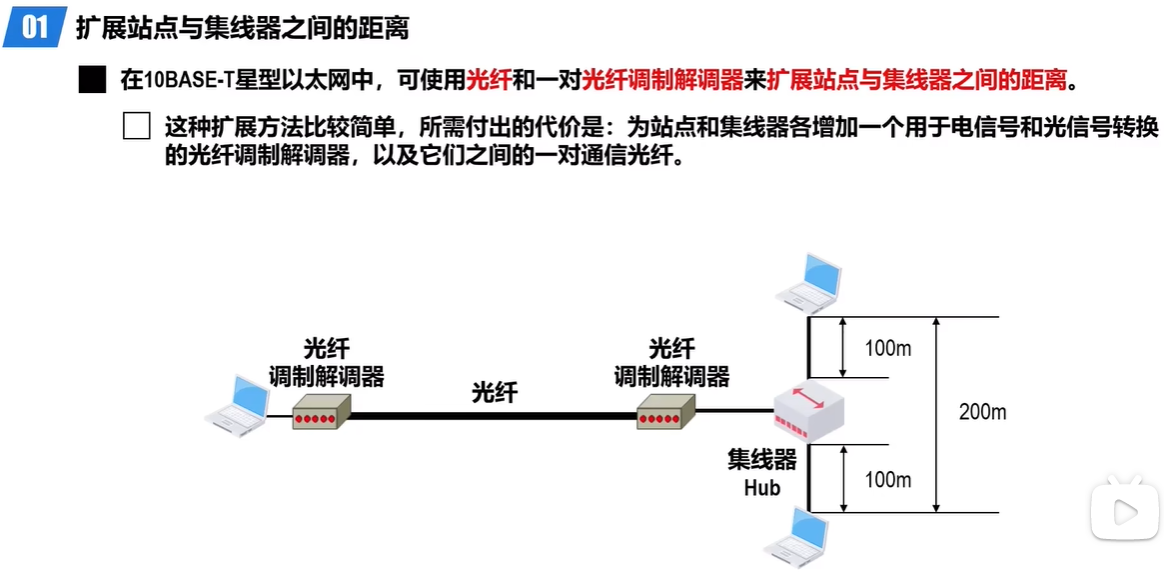 01 扩展站点与集线器之间的距离
在10BASE-T星型以太网中，可使用光纤和一对光纤调制解调器来扩展站点与集线器之间的距离。
这种扩展方法比较简单，所需付出的代价是：为站点和集线器各增加一个用于电信号和光信号转换
的光纤调制解调器，以及它们之间的一对通信光纤。
光纤
调制解调器
光纤
光纤
调制解调器
100m
200m
集线器
Hub
100m